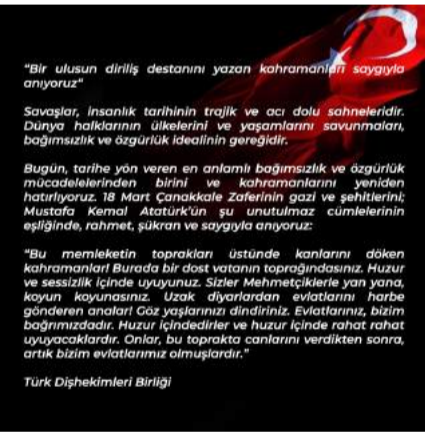 "Bir ulusun diriliş destanını yazan kahramanları saygıyla
anıyoruz"
Savaşlar, insanlık tarihinin trajik ve acı dolu sahneleridir.
Dünya halklarının ülkelerini ve yaşamlarını savunmaları,
bağımsızlık ve özgürlük idealinin gereğidir.
Bugün, tarihe yön veren en anlamlı bağımsızlık ve özgürlük
mücadelelerinden birini ve kahramanlarını yeniden
hatırlıyoruz. 18 Mart Çanakkale Zaferinin gazi ve şehitlerini;
Mustafa Kemal Atatürk'ün şu unutulmaz cümlelerinin
eşliğinde, rahmet, şükran ve saygıyla anıyoruz:
"Bu memleketin toprakları üstünde kanlarını döken
kahramanlar! Burada bir dost vatanın toprağındasınız. Huzur
ve sessizlik içinde uyuyunuz. Sizler Mehmetçiklerle yan yana,
koyun koyunasınız. Uzak diyarlardan evlatlarını harbe
gönderen analar! Göz yaşlarınızı dindiriniz. Evlatlarınız, bizim
bağrımızdadır. Huzur içindedirler ve huzur içinde rahat rahat
uyuyacaklardır. Onlar, bu toprakta canlarını verdikten sonra,
artık bizim evlatlarımız olmuşlardır."
Türk Dişhekimleri Birliği